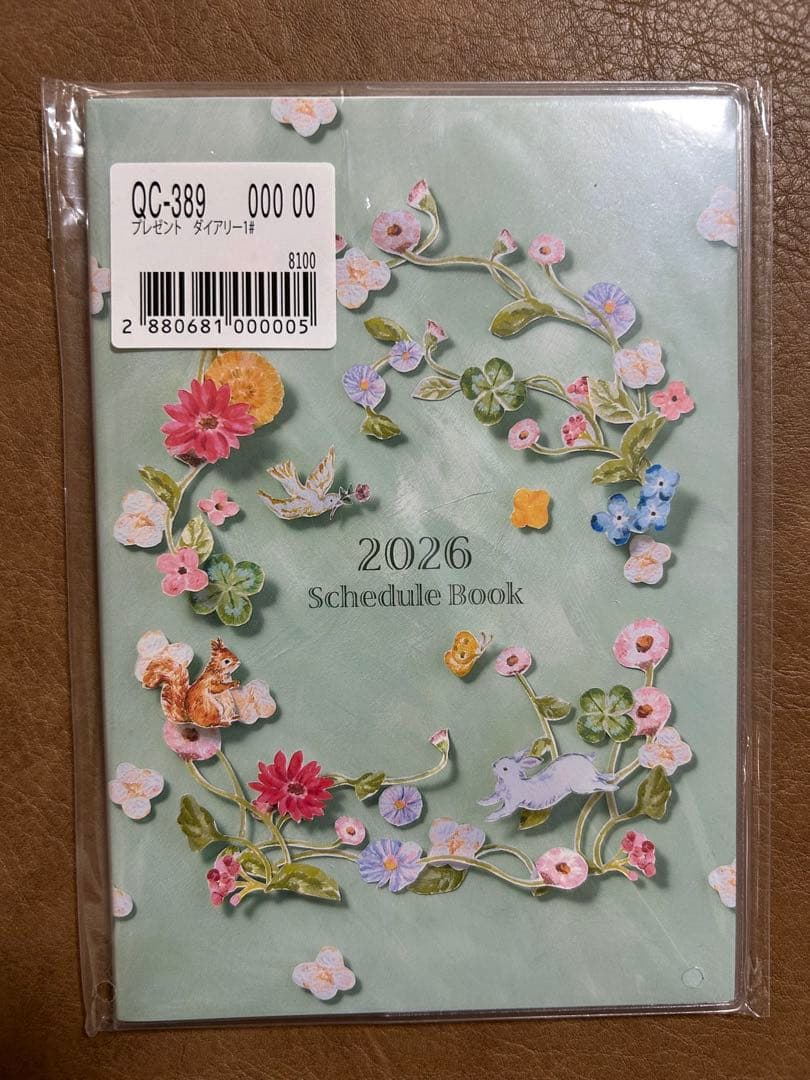 QC-389 000 00
プレゼント ダイアリー1#
8100
2 880681 000005
2026
Schedule Book